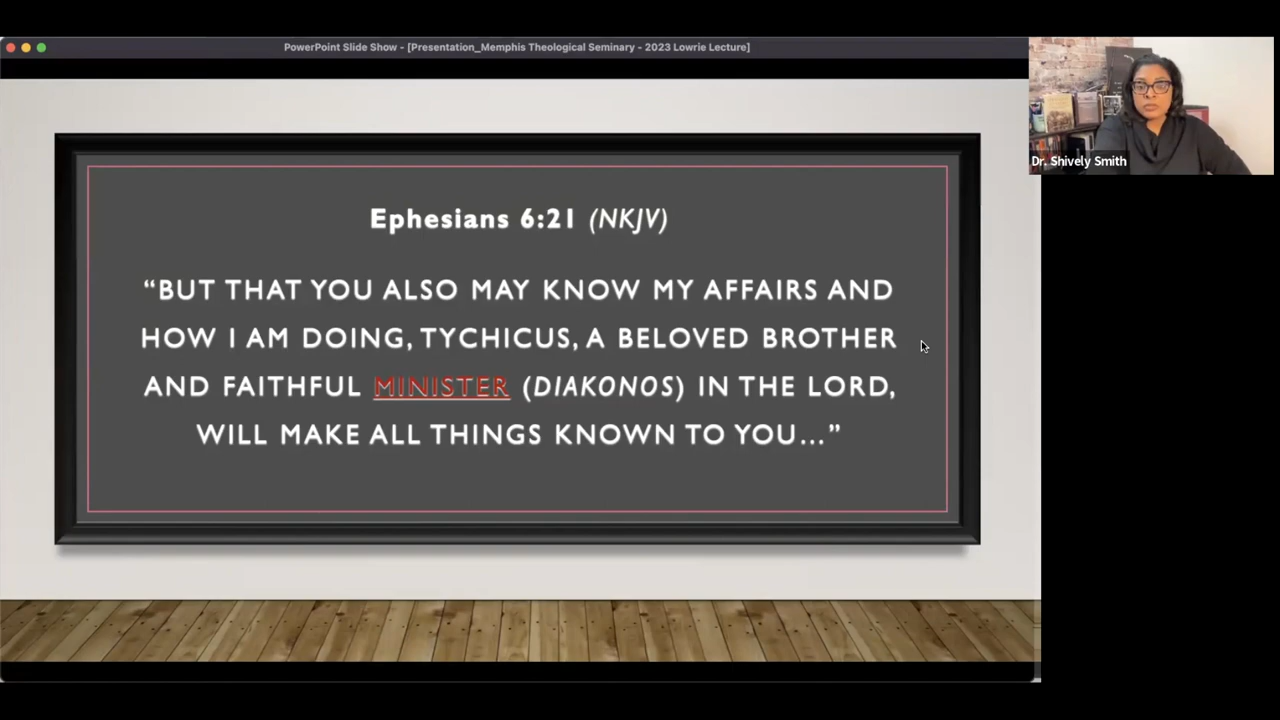 PowerPoint Slide Show - [Presentation_Memphis Theological Seminary - 2023 Lowrie Lecture]
Dr. Shively Smith
Ephesians 6:21 (NKJV)
“BUT THAT YOU ALSO MAY KNOW MY AFFAIRS AND
HOW I AM DOING, TYCHICUS, A BELOVED BROTHER
AND FAITHFUL MINISTER (DIAKONOS) IN THE LORD,
WILL MAKE ALL THINGS KNOWN TO YOU…”